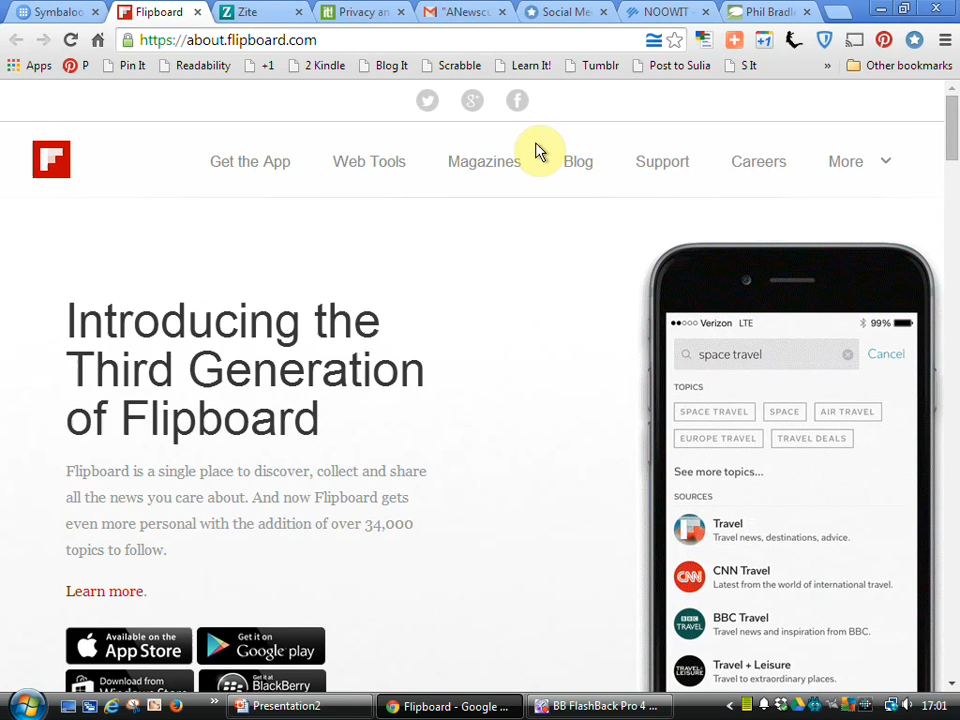 Symbaloo
Flipboard
Zite
Privacy an
"ANewscu
Social Me
NOOWIT -
Phil Bradle
https://about.flipboard.com
Apps
P
Pin It
Readability
+1
2 Kindle
Blog It
Scrabble
Learn It!
Tumblr
Post to Sulia
S It
»
Other bookmarks
Get the App
Web Tools
Magazines
Blog
Support
Careers
More
Introducing the
Third Generation
of Flipboard
Flipboard is a single place to discover, collect and share
all the news you care about. And now Flipboard gets
even more personal with the addition of over 34,000
topics to follow.
Learn more.
Available on the
App Store
Get it on
Google play
Download from
Windows Store
Get it at
BlackBerry
Verizon LTE
99%
space travel
Cancel
TOPICS
SPACE TRAVEL
SPACE
AIR TRAVEL
EUROPE TRAVEL
TRAVEL DEALS
See more topics...
SOURCES
Travel
Travel news, destinations, advice.
CNN
CNN Travel
Latest from the world of international travel.
BBC
TRAVEL
BBC Travel
Travel news and inspiration from BBC.
TRAVEL+
LEISURE
Travel + Leisure
Travel to extraordinary places.
Presentation2
Flipboard - Google ...
BB FlashBack Pro 4 ...
17:01